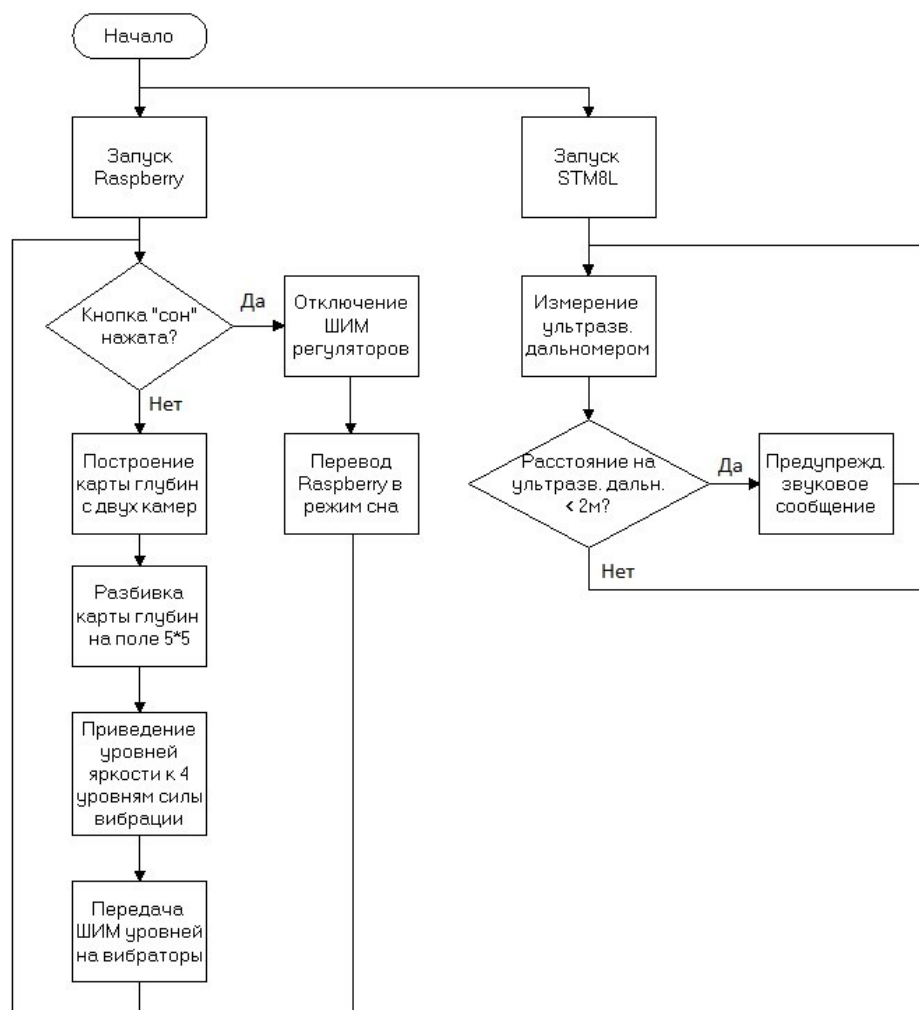 Начало
Запуск
Raspberry
Запуск
STM8L
Кнопка "сон"
нажата?
Да
Отключение
ШИМ
регуляторов
Измерение
ультразв.
дальномером
Нет
Построение
карты глубин
с двух камер
Перевод
Raspberry в
режим сна
Расстояние на
ультразв. дальн.
< 2м?
Да
Предупрежд.
звуковое
сообщение
Нет
Разбивка
карты глубин
на поле 5*5
Приведение
уровней
яркости к 4
уровням силы
вибрации
Передача
ШИМ уровней
на вибраторы